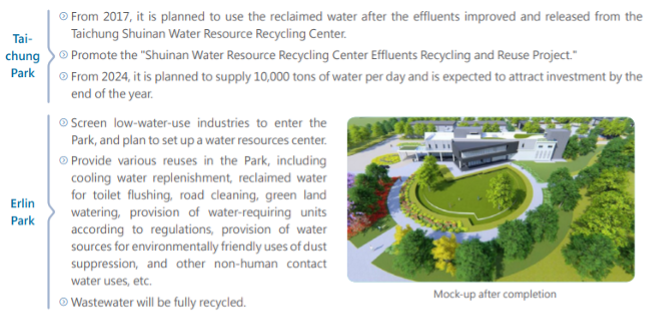 Tai-
chung
Park
From 2017, it is planned to use the reclaimed water after the effluents improved and released from the
Taichung Shuinan Water Resource Recycling Center.
Promote the "Shuinan Water Resource Recycling Center Effluents Recycling and Reuse Project."
From 2024, it is planned to supply 10,000 tons of water per day and is expected to attract investment by the
end of the year.
Erlin
Park
Screen low-water-use industries to enter the
Park, and plan to set up a water resources center.
Provide various reuses in the Park, including
cooling water replenishment, reclaimed water
for toilet flushing, road cleaning, green land
watering, provision of water-requiring units
according to regulations, provision of water
sources for environmentally friendly uses of dust
suppression, and other non-human contact
water uses, etc.
Wastewater will be fully recycled.
Mock-up after completion